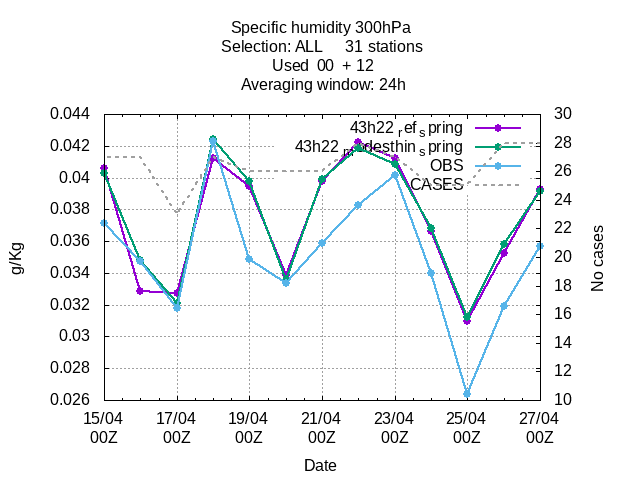 Specific humidity 300hPa
Selection: ALL 31 stations
Used 00 + 12
Averaging window: 24h
0.044
0.042
0.04
0.038
0.036
0.034
0.032
0.03
0.028
0.026
g/Kg
30
28
26
24
22
20
18
16
14
12
10
No cases
43h22 ref spring
43h22 desthin spring
OBS
CASES
15/04 17/04 19/04 21/04 23/04 25/04 27/04
00Z 00Z 00Z 00Z 00Z 00Z 00Z
Date